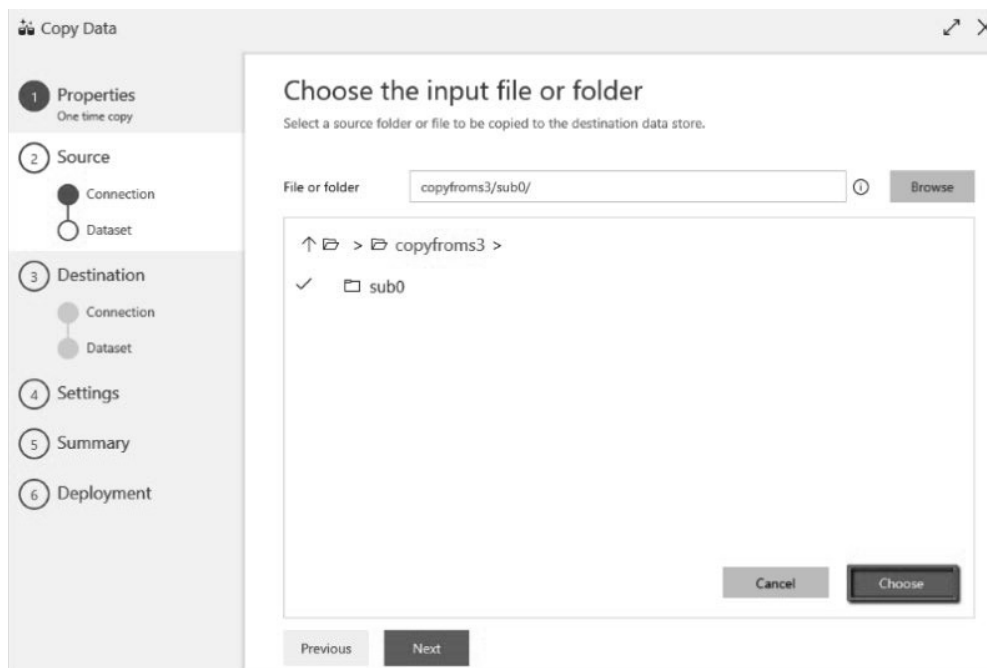 Copy Data
1 Properties
One time copy
2 Source
Connection
Dataset
3 Destination
Connection
Dataset
4 Settings
5 Summary
6 Deployment
Choose the input file or folder
Select a source folder or file to be copied to the destination data store.
File or folder copyfroms3/sub0/ Browse
> copyfroms3 >
sub0
Cancel Choose
Previous Next